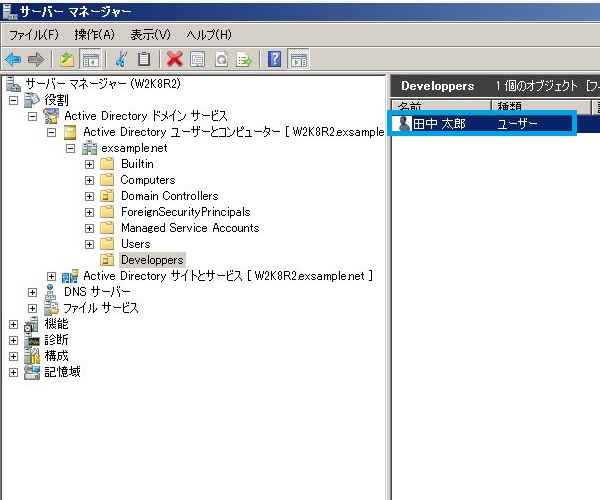 サーバー マネージャー
ファイル(F) 操作(A) 表示(V) ヘルプ(H)
サーバー マネージャー (W2K8R2)
役割
Active Directory ドメイン サービス
Active Directory ユーザーとコンピューター [ W2K8R2.exsample
exsample.net
Builtin
Computers
Domain Controllers
ForeignSecurityPrincipals
Managed Service Accounts
Users
Developpers
Active Directory サイトとサービス [ W2K8R2.exsample.net ]
DNS サーバー
ファイル サービス
機能
診断
構成
記憶域
Developpers 1 個のオブジェクト [フ
名前 種類
田中 太郎 ユーザー